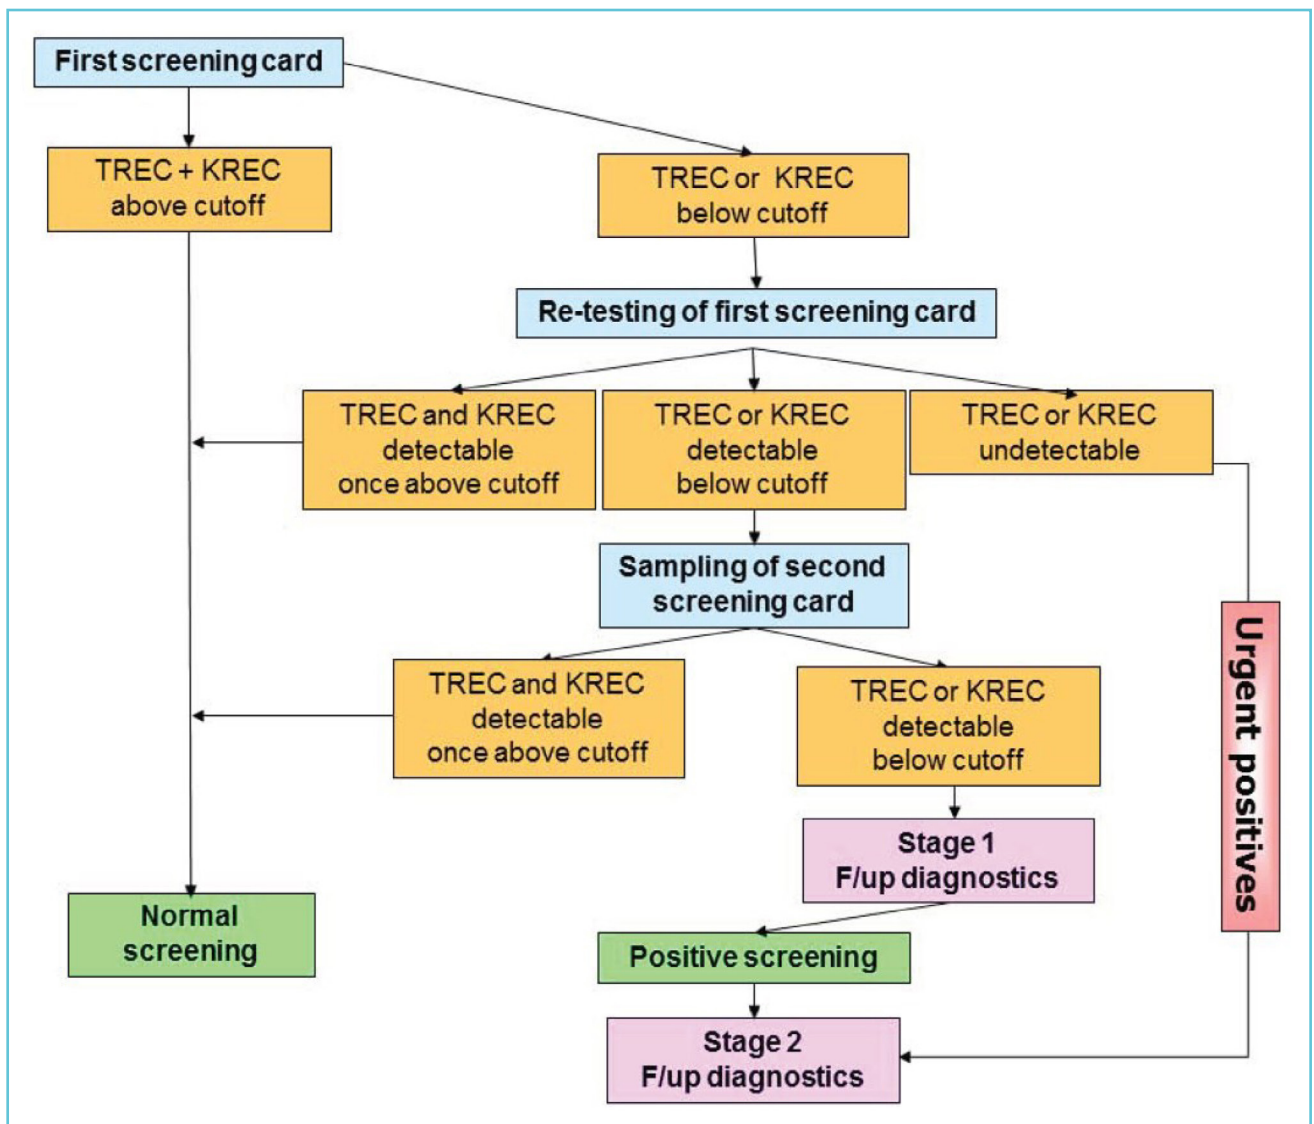 First screening card
TREC + KREC
above cutoff
TREC or KREC
below cutoff
Re-testing of first screening card
TREC and KREC
detectable
once above cutoff
TREC or KREC
detectable
below cutoff
TREC or KREC
undetectable
Sampling of second
screening card
TREC and KREC
detectable
once above cutoff
TREC or KREC
detectable
below cutoff
Urgent positives
Stage 1
F/up diagnostics
Normal
screening
Positive screening
Stage 2
F/up diagnostics